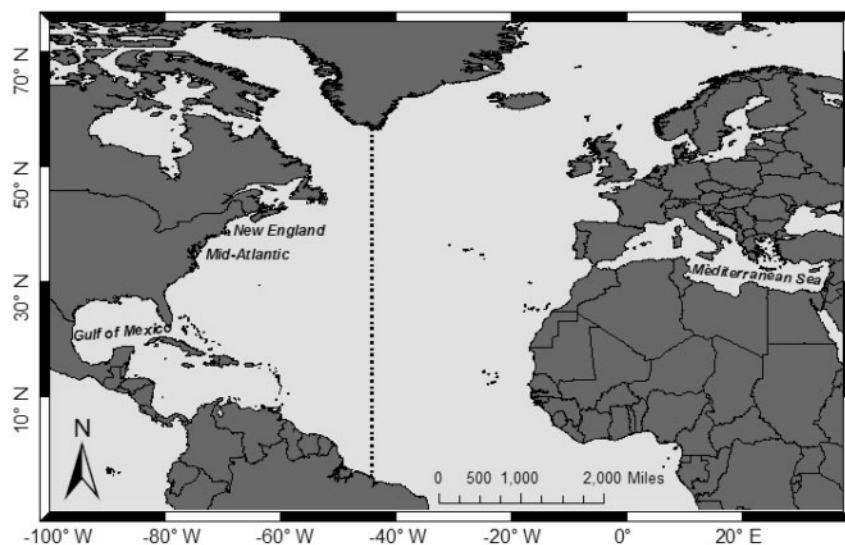 70° N
50° N
30° N
10° N
New England
Mid-Atlantic
Gulf of Mexico
Mediterranean Sea
N
0 500 1,000 2,000 Miles
-100° W -80° W -60° W -40° W -20° W 0° 20° E